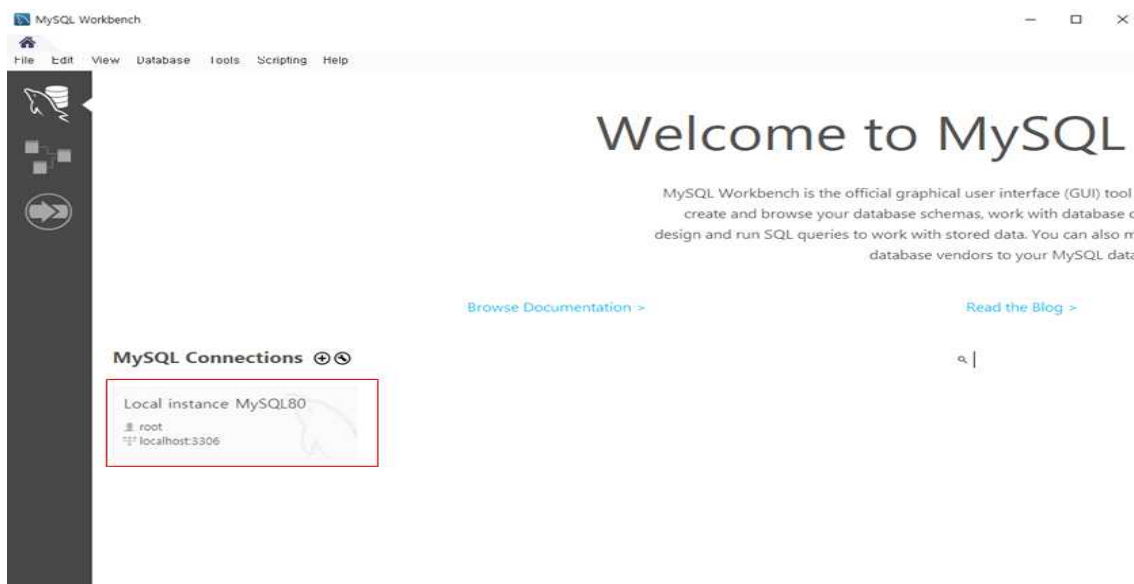 MySQL Workbench
File Edit View Database Tools Scripting Help
Welcome to MySQL
MySQL Workbench is the official graphical user interface (GUI) tool
create and browse your database schemas, work with database
design and run SQL queries to work with stored data. You can also
database vendors to your MySQL data
Browse Documentation >
Read the Blog >
MySQL Connections
Local instance MySQL80
root
localhost:3306